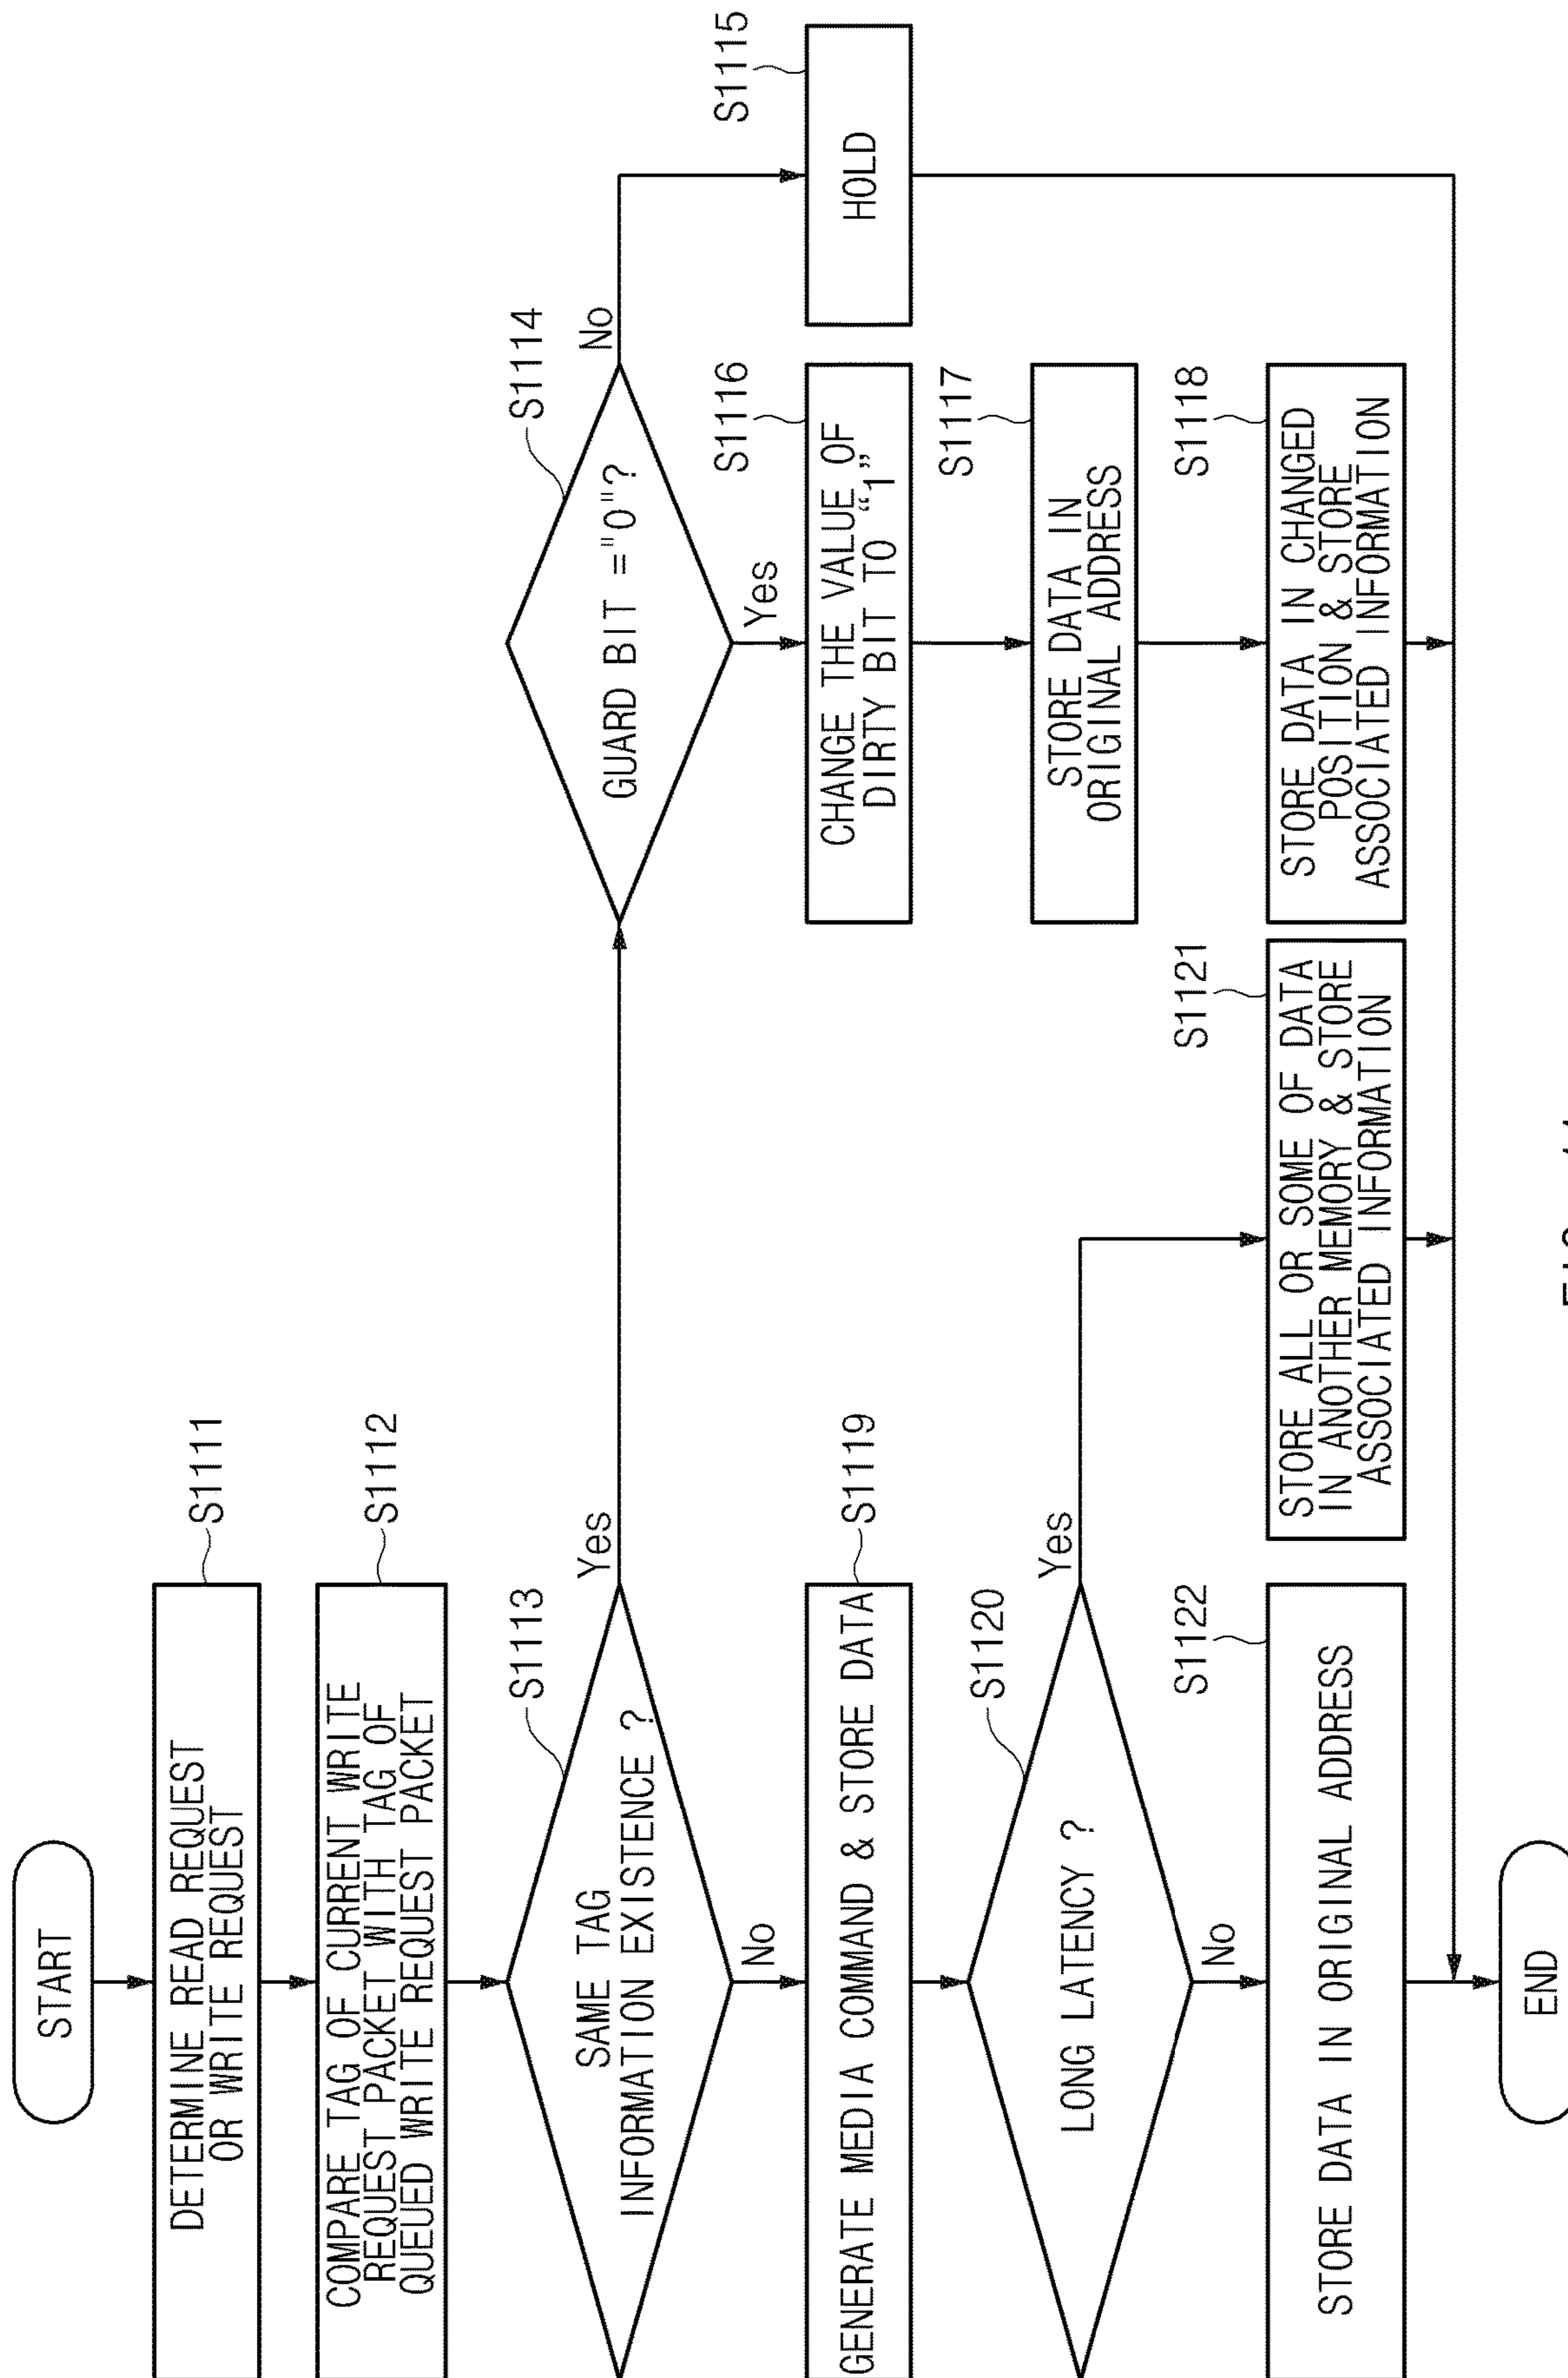 START
DETERMINE READ REQUEST
OR WRITE REQUEST
S1111
COMPARE TAG OF CURRENT WRITE
REQUEST PACKET WITH TAG OF
QUEUED WRITE REQUEST PACKET
S1112
SAME TAG
INFORMATION EXISTENCE ?
S1113
Yes
No
GUARD BIT ="0"?
S1114
No
Yes
HOLD
S1115
CHANGE THE VALUE OF
DIRTY BIT TO “1”
S1116
STORE DATA IN
ORIGINAL ADDRESS
S1117
STORE DATA IN CHANGED
POSITION & STORE
ASSOCIATED INFORMATION
S1118
GENERATE MEDIA COMMAND & STORE DATA
S1119
LONG LATENCY ?
S1120
Yes
No
STORE ALL OR SOME OF DATA
IN ANOTHER MEMORY & STORE
ASSOCIATED INFORMATION
S1121
STORE DATA IN ORIGINAL ADDRESS
S1122
END